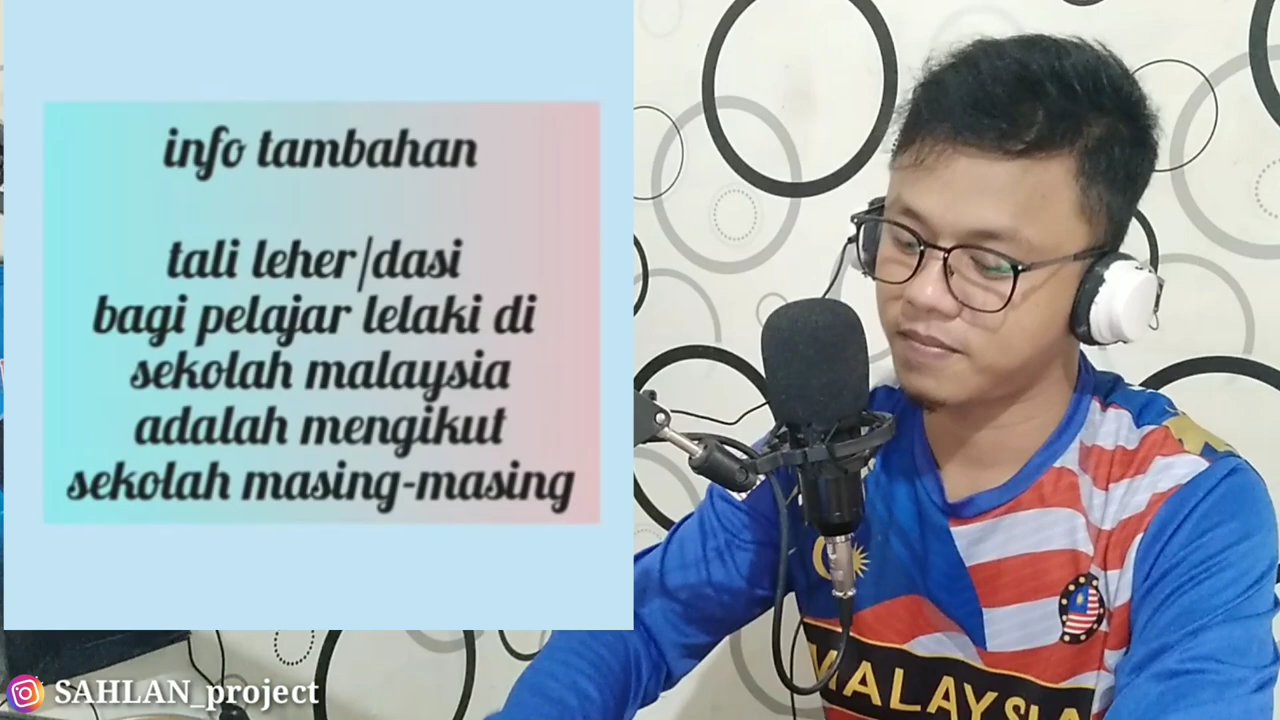 info tambahan
tali leher/dasi
bagi pelajar lelaki di
sekolah malaysia
adalah mengikut
sekolah masing-masing
MALAYSIA
SAHLAN_project